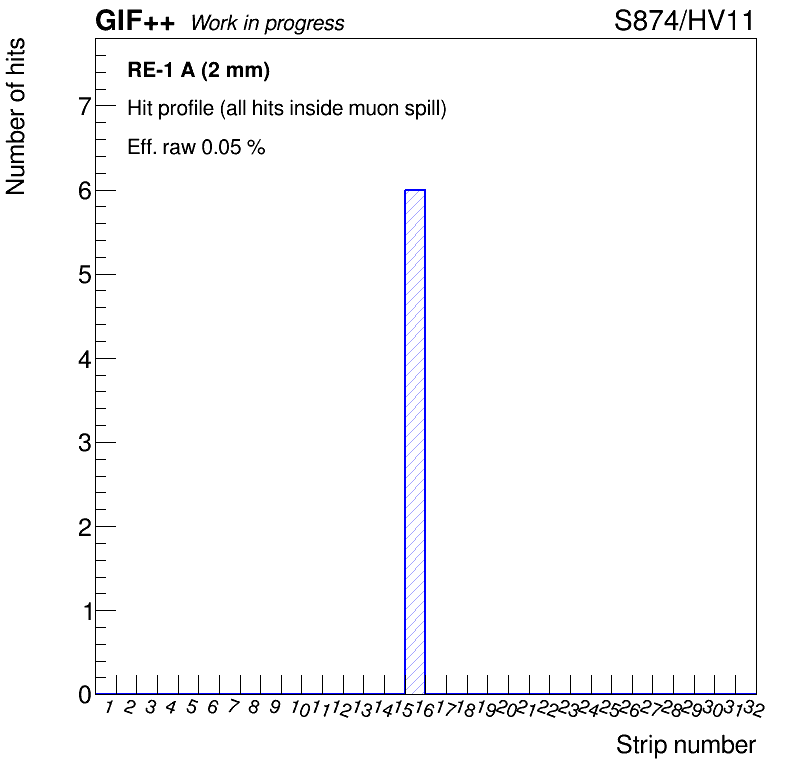 GIF++ Work in progress S874/HV11
Number of hits
RE-1 A (2 mm)
Hit profile (all hits inside muon spill)
Eff. raw 0.05 %
7
6
5
4
3
2
1
0
1 2 3 4 5 6 7 8 9 10 11 12 13 14 15 16 17 18 19 20 21 22 23 24 25 26 27 28 29 30 31 32
Strip number